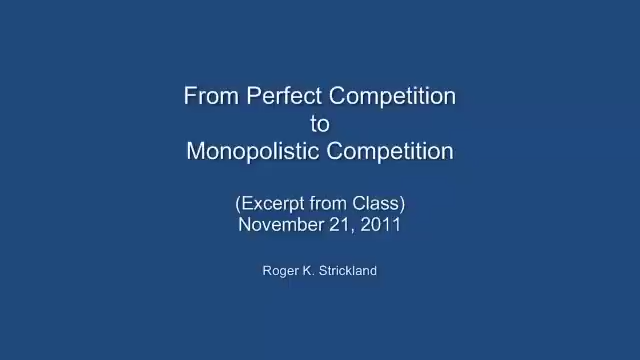 From Perfect Competition
to
Monopolistic Competition
(Excerpt from Class)
November 21, 2011
Roger K. Strickland